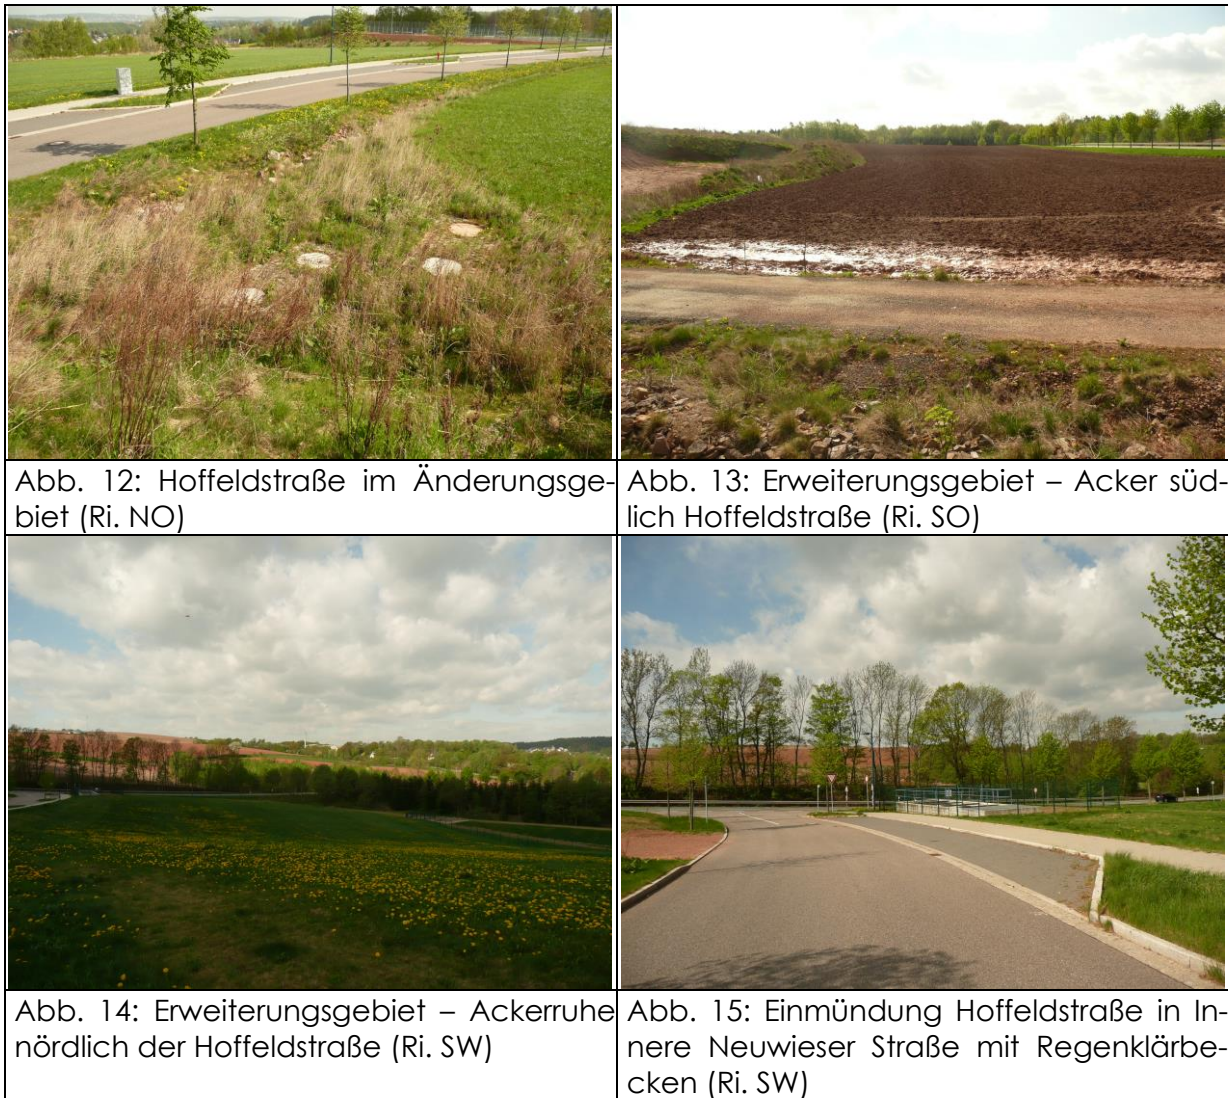 Abb. 12: Hoffeldstraße im Änderungsge-
biet (Ri. NO)
Abb. 13: Erweiterungsgebiet – Acker süd-
lich Hoffeldstraße (Ri. SO)
Abb. 14: Erweiterungsgebiet – Ackerruhe
nördlich der Hoffeldstraße (Ri. SW)
Abb. 15: Einmündung Hoffeldstraße in In-
nere Neuwieser Straße mit Regenklärbe-
cken (Ri. SW)